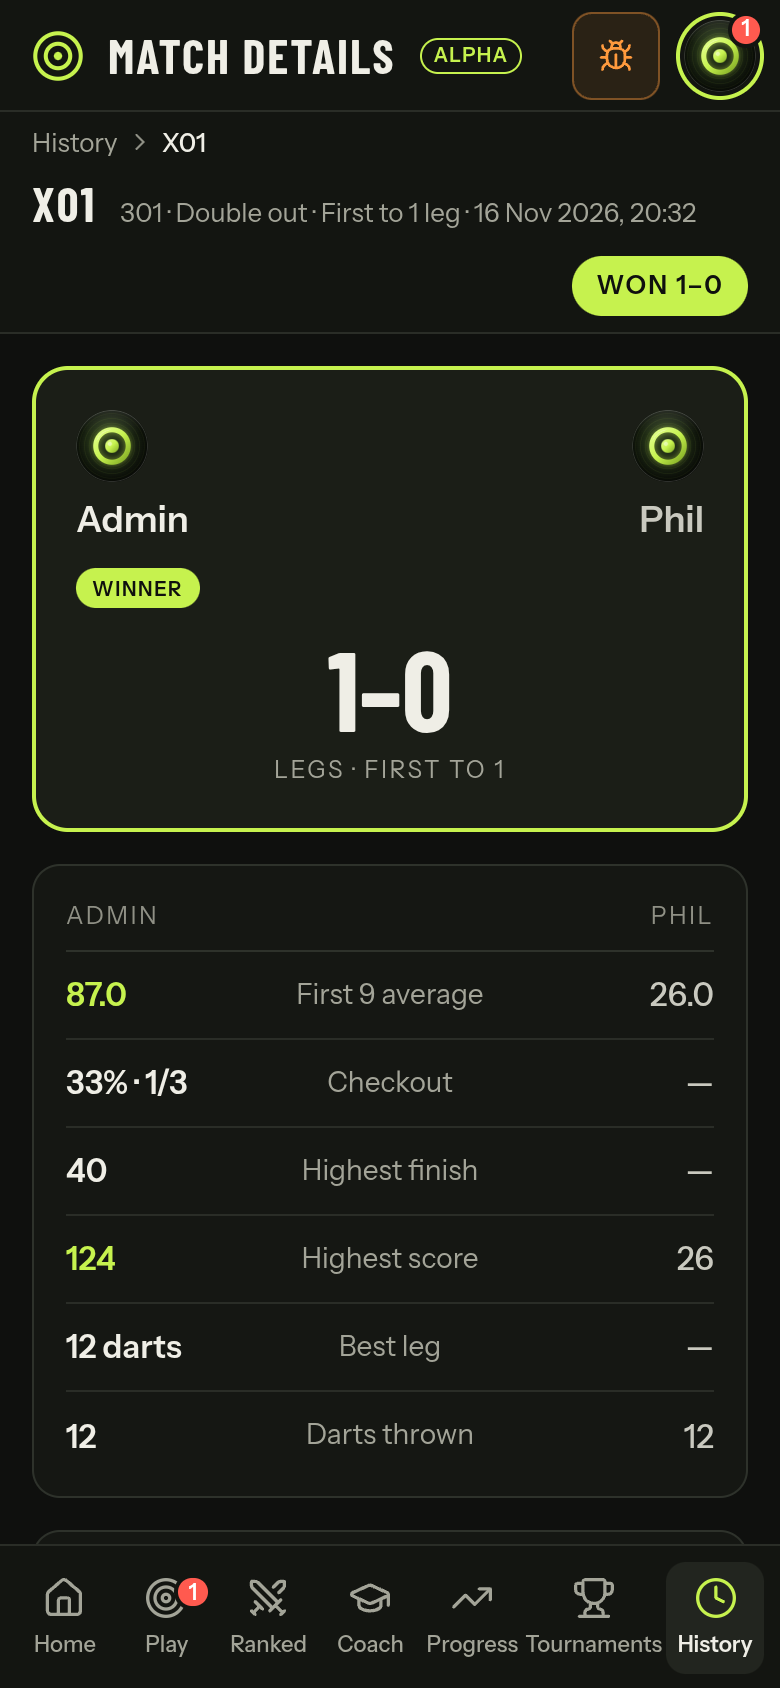 MATCH DETAILS ALPHA 1
History > X01
X01 301 · Double out · First to 1 leg · 16 Nov 2026, 20:32
WON 1–0
Admin Phil
WINNER
1–0
LEGS · FIRST TO 1
ADMIN PHIL
87.0 First 9 average 26.0
33% · 1/3 Checkout —
40 Highest finish —
124 Highest score 26
12 darts Best leg —
12 Darts thrown 12
1
Home Play Ranked Coach Progress Tournaments History